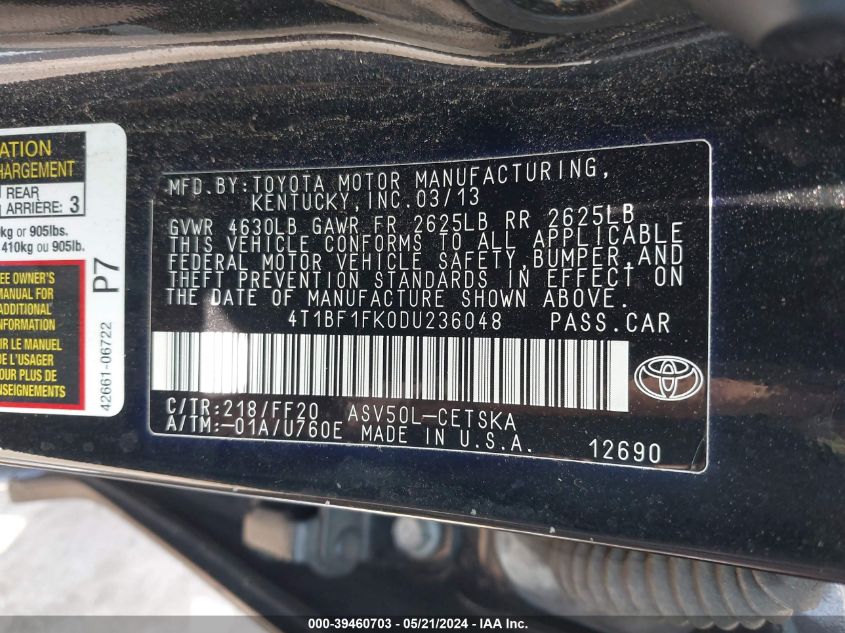 ATION
HARGEMENT
REAR
ARRIÈRE: 3
kg or 905lbs.
410kg ou 905lb.
EE OWNER'S
MANUAL FOR
ADDITIONAL
NFORMATION
IR LE MANUEL
DE L'USAGER
POUR PLUS DE
ENSEIGNEMENTS
P7
42661-06722
MFD.BY:TOYOTA MOTOR MANUFACTURING,
KENTUCKY,INC.03/13
GVWR 4630LB GAWR FR 2625LB RR 2625LB
THIS VEHICLE CONFORMS TO ALL APPLICABLE
FEDERAL MOTOR VEHICLE SAFETY,BUMPER,AND
THEFT PREVENTION STANDARDS IN EFFECT ON
THE DATE OF MANUFACTURE SHOWN ABOVE.
4T1BF1FK0DU236048 PASS.CAR
C/TR:218/FF20 ASV50L-CETSKA
A/TM:-01A/U760E MADE IN U.S.A.
12690
000-39460703 - 05/21/2024 - IAA Inc.